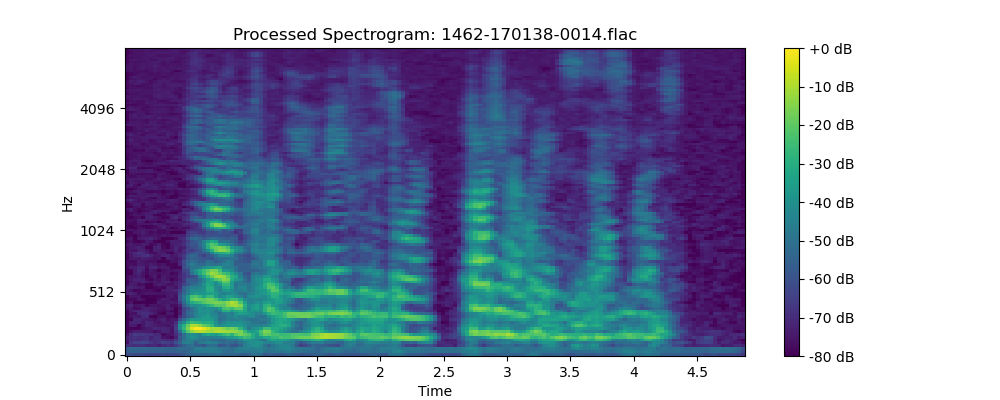 Processed Spectrogram: 1462-170138-0014.flac
Hz
4096
2048
1024
512
0
0
0.5
1
1.5
2
2.5
3
3.5
4
4.5
Time
+0 dB
-10 dB
-20 dB
-30 dB
-40 dB
-50 dB
-60 dB
-70 dB
-80 dB